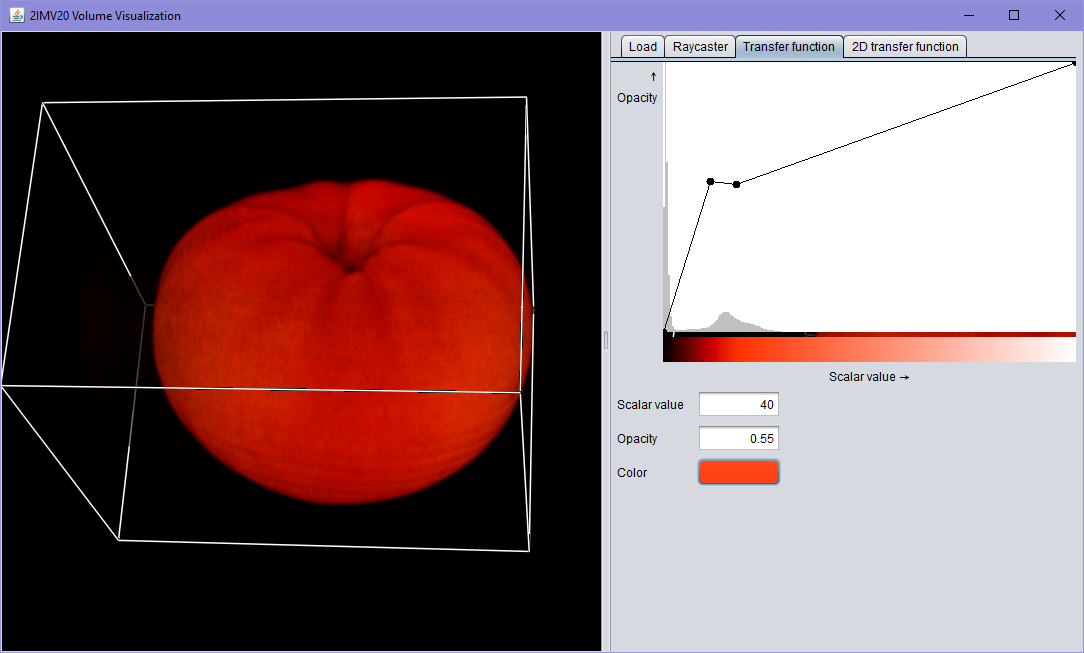 2IMV20 Volume Visualization
Load Raycaster Transfer function 2D transfer function
↑
Opacity
Scalar value →
Scalar value 40
Opacity 0.55
Color